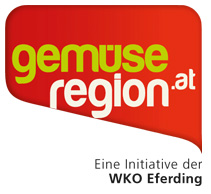 gemüse
region.at
Eine Initiative der
WKO Eferding